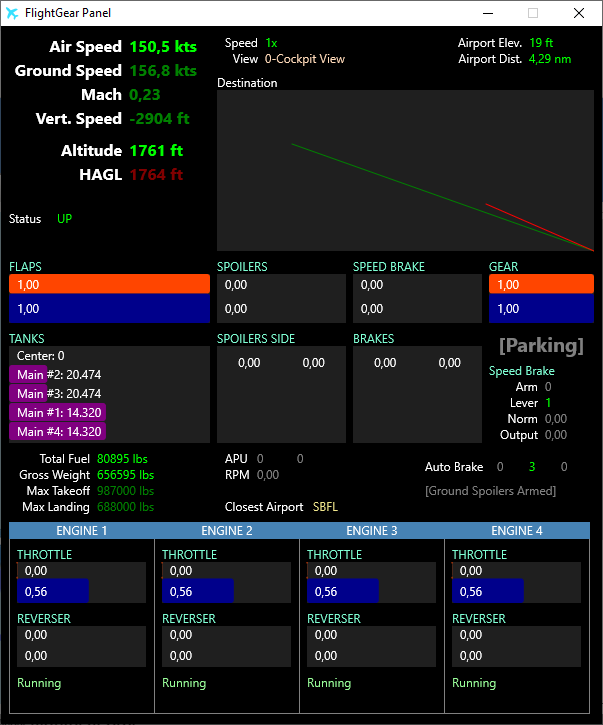 FlightGear Panel
Air Speed 150,5 kts
Ground Speed 156,8 kts
Mach 0,23
Vert. Speed -2904 ft
Altitude 1761 ft
HAGL 1764 ft
Status UP
Speed 1x
View 0-Cockpit View
Airport Elev. 19 ft
Airport Dist. 4,29 nm
Destination
FLAPS
1,00
1,00
SPOILERS
0,00
0,00
SPEED BRAKE
0,00
0,00
GEAR
1,00
1,00
TANKS
Center: 0
Main #2: 20.474
Main #3: 20.474
Main #1: 14.320
Main #4: 14.320
SPOILERS SIDE
0,00 0,00
BRAKES
0,00 0,00
[Parking]
Speed Brake
Arm 0
Lever 1
Norm 0,00
Output 0,00
Total Fuel 80895 lbs
Gross Weight 656595 lbs
Max Takeoff 987000 lbs
Max Landing 688000 lbs
APU 0 0
RPM 0,00
Closest Airport SBFL
Auto Brake 0 3 0
[Ground Spoilers Armed]
ENGINE 1
THROTTLE
0,00
0,56
REVERSER
0,00
0,00
Running
ENGINE 2
THROTTLE
0,00
0,56
REVERSER
0,00
0,00
Running
ENGINE 3
THROTTLE
0,00
0,56
REVERSER
0,00
0,00
Running
ENGINE 4
THROTTLE
0,00
0,56
REVERSER
0,00
0,00
Running